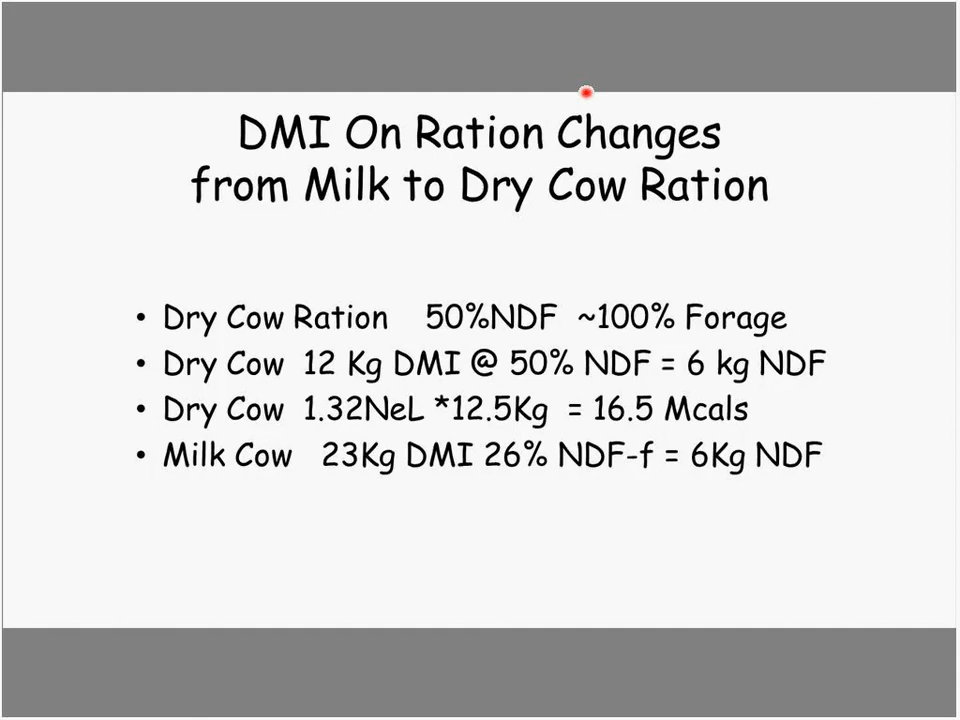 DMI On Ration Changes
from Milk to Dry Cow Ration
• Dry Cow Ration 50%NDF ~100% Forage
• Dry Cow 12 Kg DMI @ 50% NDF = 6 kg NDF
• Dry Cow 1.32NeL *12.5Kg = 16.5 Mcals
• Milk Cow 23Kg DMI 26% NDF-f = 6Kg NDF